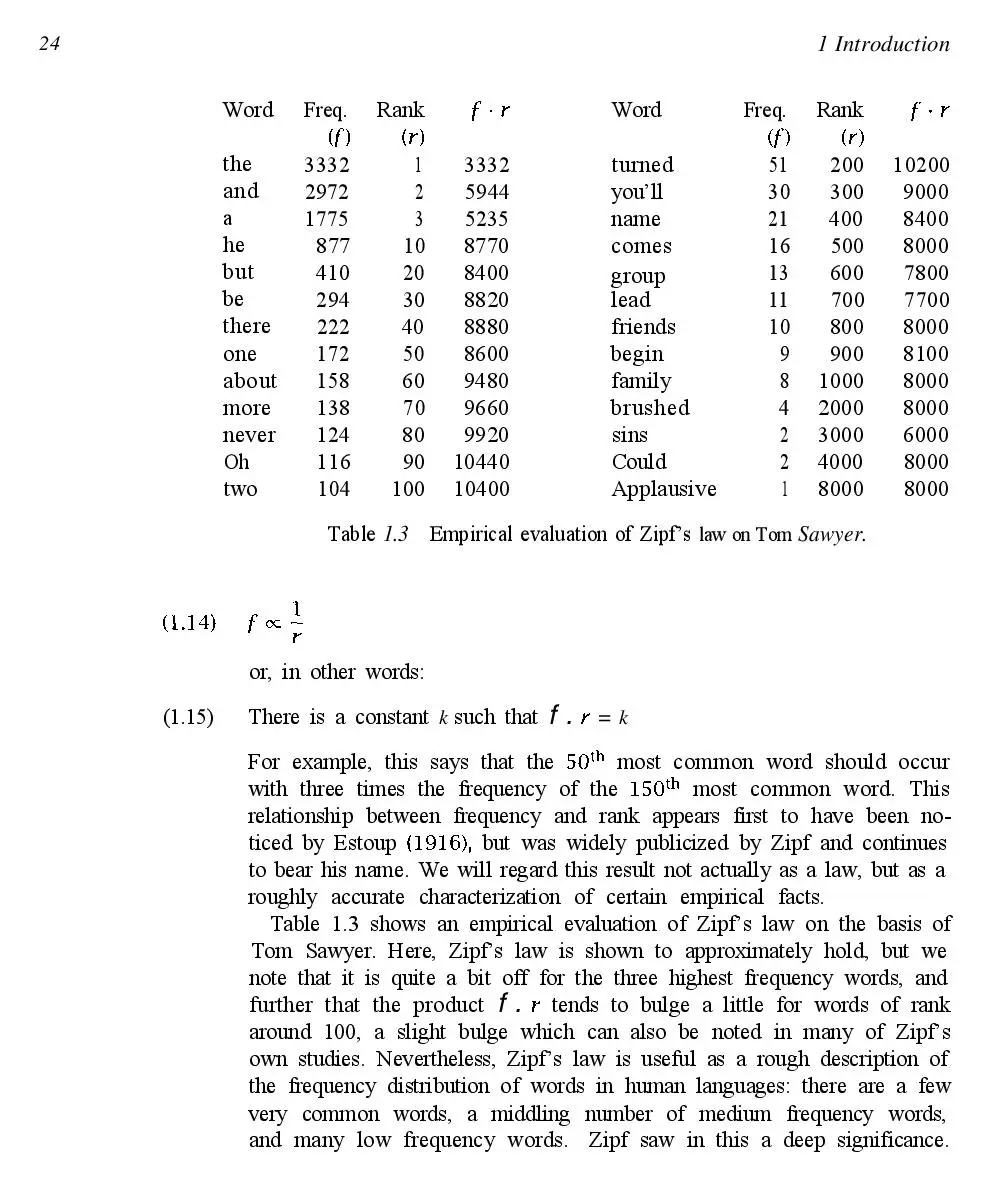 24 1 Introduction
Word Freq. Rank f · r Word Freq. Rank f · r
(f) (r) (f) (r)
the 3332 1 3332 turned 51 200 10200
and 2972 2 5944 you'll 30 300 9000
a 1775 3 5235 name 21 400 8400
he 877 10 8770 comes 16 500 8000
but 410 20 8400 group 13 600 7800
be 294 30 8820 lead 11 700 7700
there 222 40 8880 friends 10 800 8000
one 172 50 8600 begin 9 900 8100
about 158 60 9480 family 8 1000 8000
more 138 70 9660 brushed 4 2000 8000
never 124 80 9920 sins 2 3000 6000
Oh 116 90 10440 Could 2 4000 8000
two 104 100 10400 Applausive 1 8000 8000
Table 1.3 Empirical evaluation of Zipf's law on Tom Sawyer.
(1.14) f ∝ 1/r
or, in other words:
(1.15) There is a constant k such that f . r = k
For example, this says that the 50th most common word should occur
with three times the frequency of the 150th most common word. This
relationship between frequency and rank appears first to have been no-
ticed by Estoup (1916), but was widely publicized by Zipf and continues
to bear his name. We will regard this result not actually as a law, but as a
roughly accurate characterization of certain empirical facts.
Table 1.3 shows an empirical evaluation of Zipf's law on the basis of
Tom Sawyer. Here, Zipf's law is shown to approximately hold, but we
note that it is quite a bit off for the three highest frequency words, and
further that the product f . r tends to bulge a little for words of rank
around 100, a slight bulge which can also be noted in many of Zipf's
own studies. Nevertheless, Zipf's law is useful as a rough description of
the frequency distribution of words in human languages: there are a few
very common words, a middling number of medium frequency words,
and many low frequency words. Zipf saw in this a deep significance.